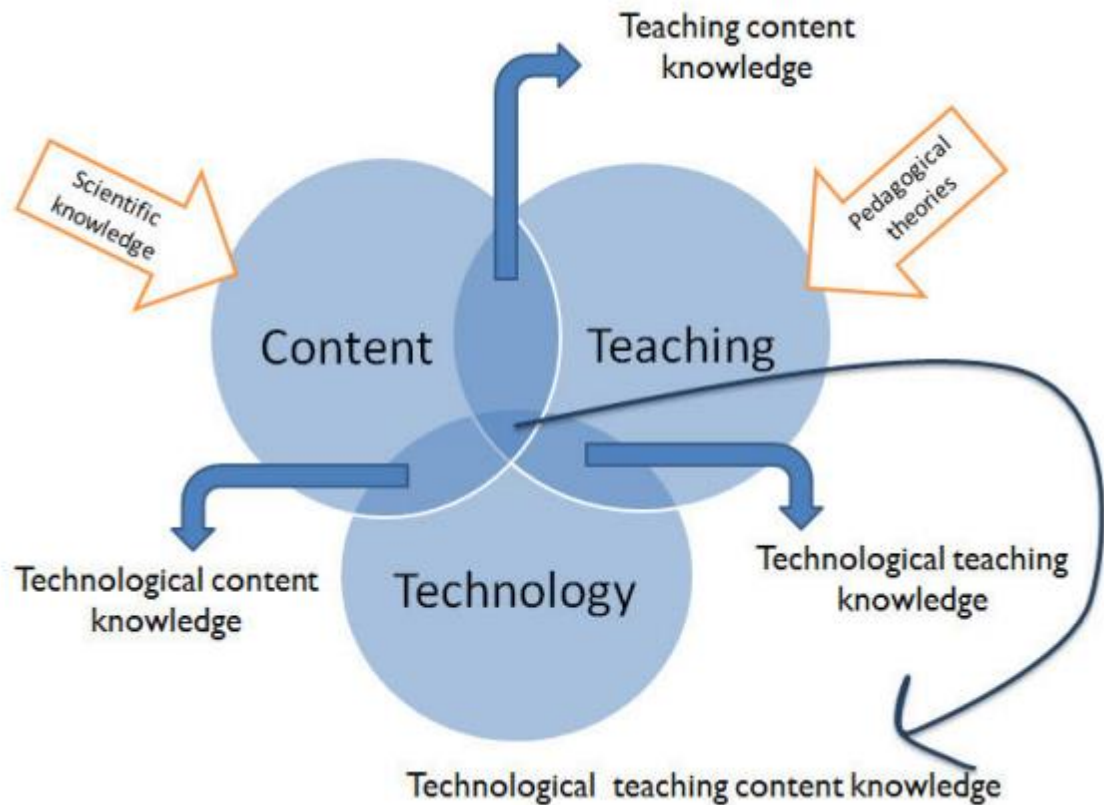 Teaching content
knowledge
Scientific
knowledge
Pedagogical
theories
Content
Teaching
Technological content
knowledge
Technology
Technological teaching
knowledge
Technological teaching content knowledge